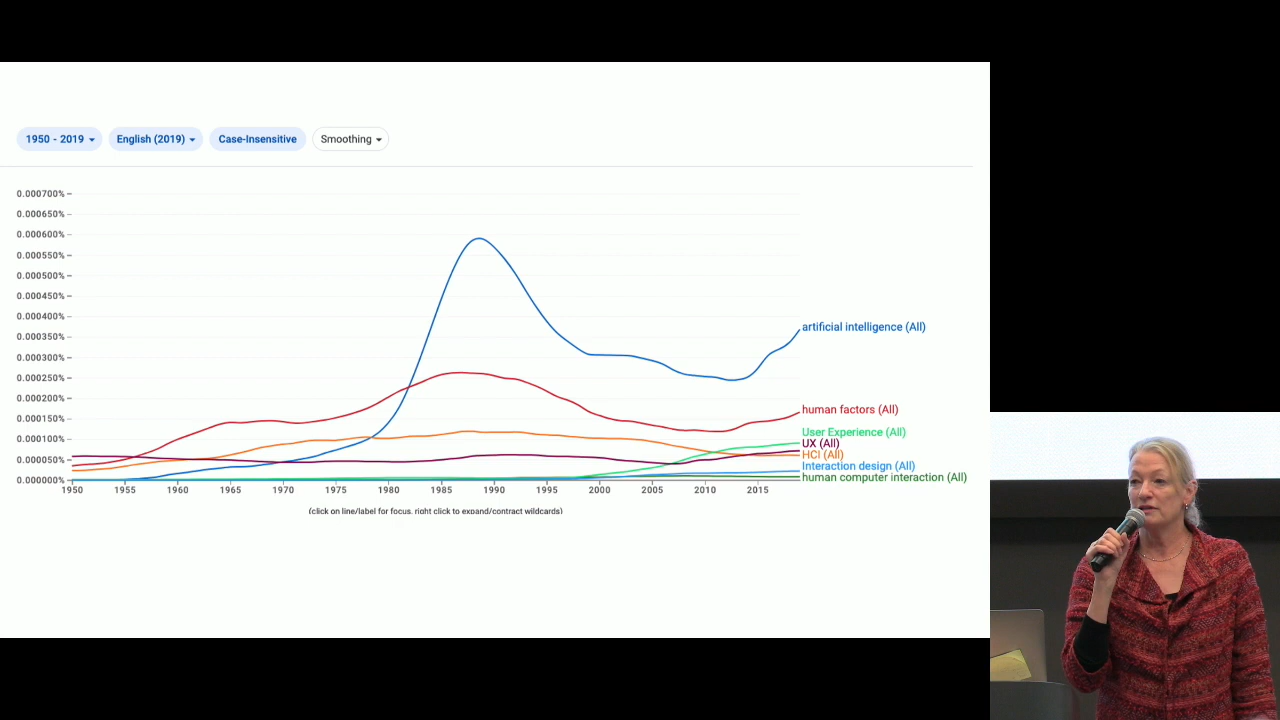 1950 - 2019 English (2019) Case-Insensitive Smoothing
0.000700%
0.000650%
0.000600%
0.000550%
0.000500%
0.000450%
0.000400%
0.000350%
0.000300%
0.000250%
0.000200%
0.000150%
0.000100%
0.000050%
0.000000%
1950 1955 1960 1965 1970 1975 1980 1985 1990 1995 2000 2005 2010 2015
artificial intelligence (All)
human factors (All)
User Experience (All)
UX (All)
HCI (All)
Interaction design (All)
human computer interaction (All)
(click on line/label for focus, right click to expand/contract wildcards)